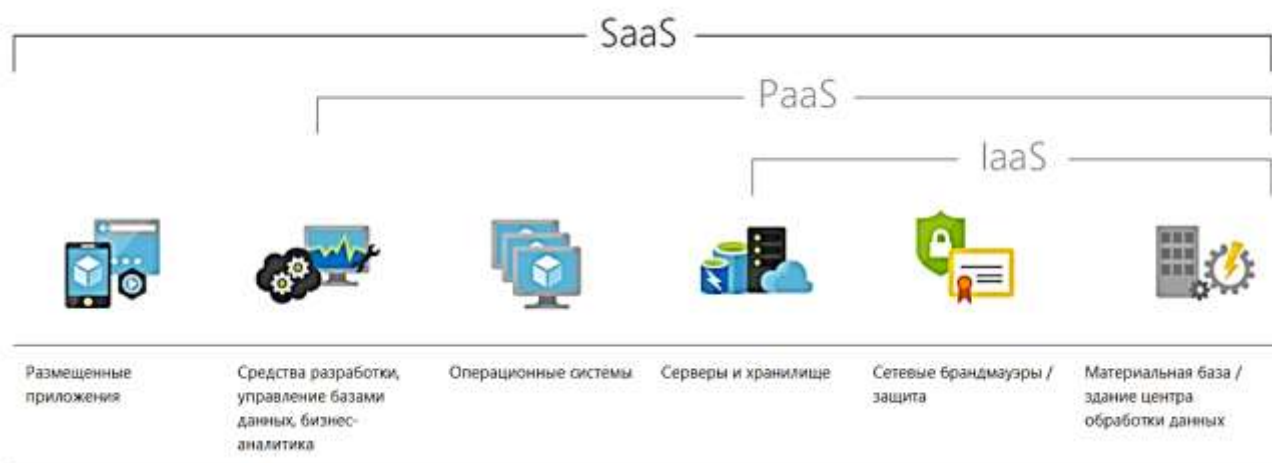 SaaS
PaaS
IaaS
Размещенные
приложения
Средства разработки,
управление базами
данных, бизнес-
аналитика
Операционные системы
Серверы и хранилище
Сетевые брандмауэры /
защита
Материальная база /
здание центра
обработки данных